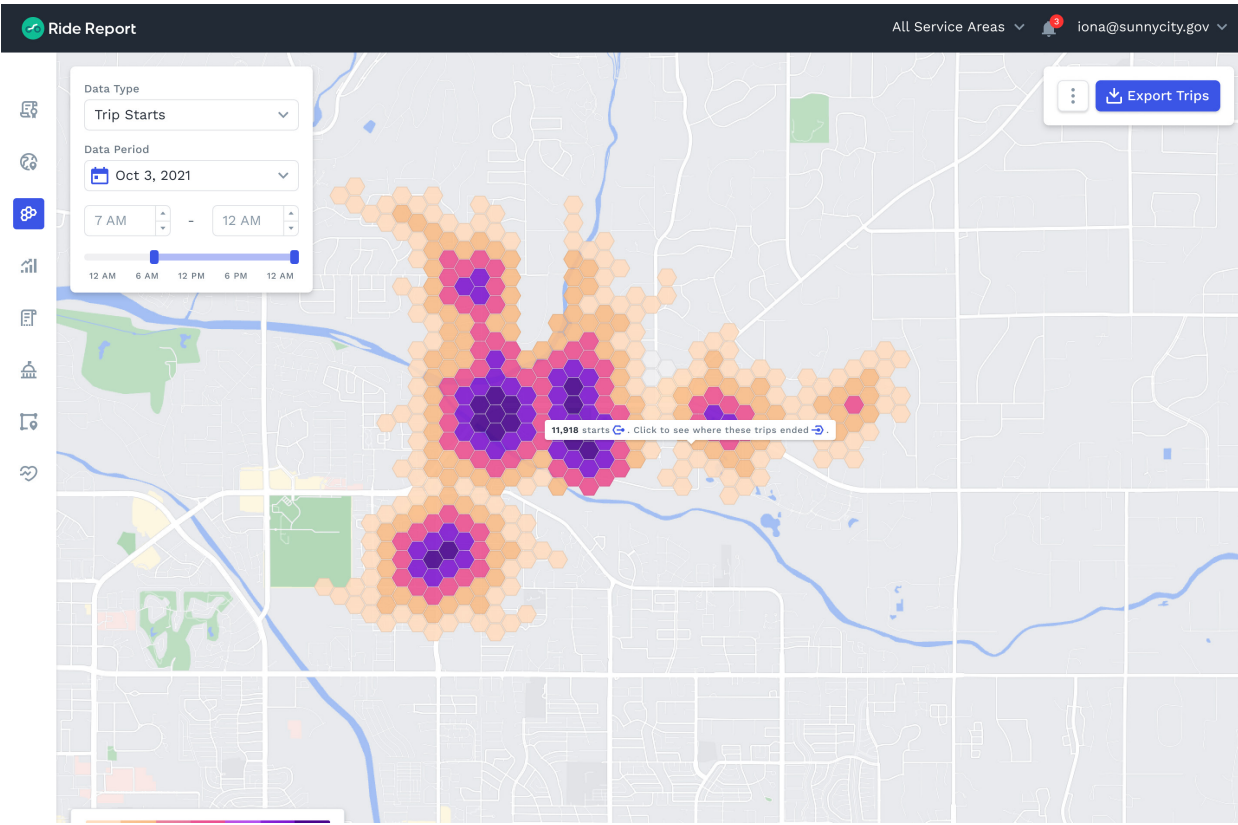 Ride Report
All Service Areas
3
iona@sunnycity.gov
Data Type
Trip Starts
Data Period
Oct 3, 2021
7 AM - 12 AM
12 AM 6 AM 12 PM 6 PM 12 AM
Export Trips
11,918 starts . Click to see where these trips ended .